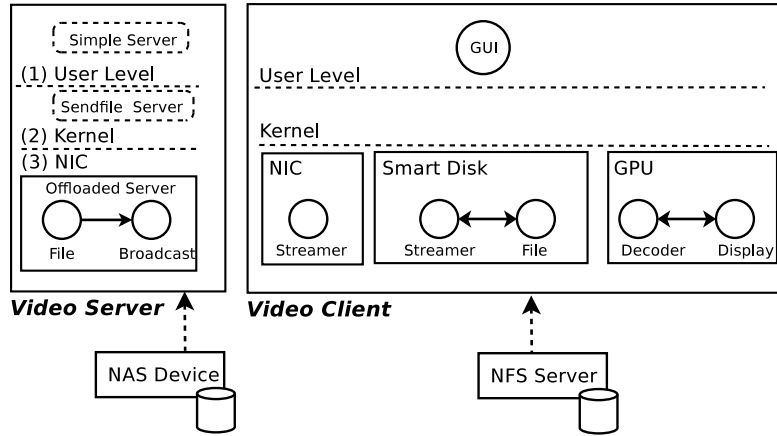 Simple Server
(1) User Level
Sendfile Server
(2) Kernel
(3) NIC
Offloaded Server
File
Broadcast
Video Server
NAS Device
GUI
User Level
Kernel
NIC
Streamer
Smart Disk
Streamer
File
GPU
Decoder
Display
Video Client
NFS Server